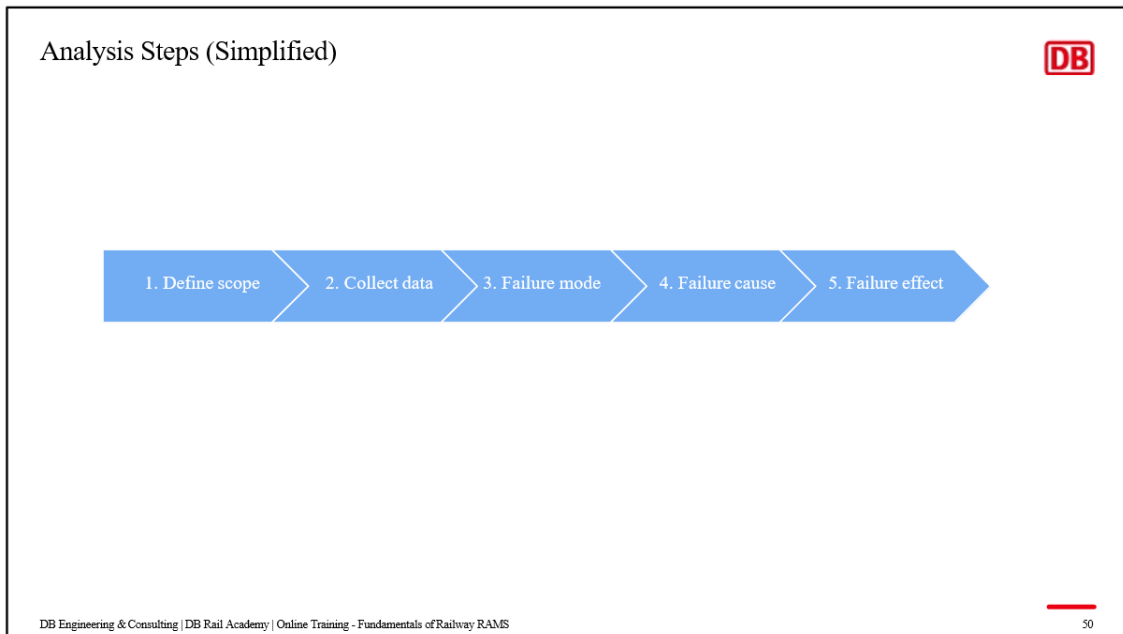 Analysis Steps (Simplified)
DB
1. Define scope
2. Collect data
3. Failure mode
4. Failure cause
5. Failure effect
DB Engineering & Consulting | DB Rail Academy | Online Training - Fundamentals of Railway RAMS
50